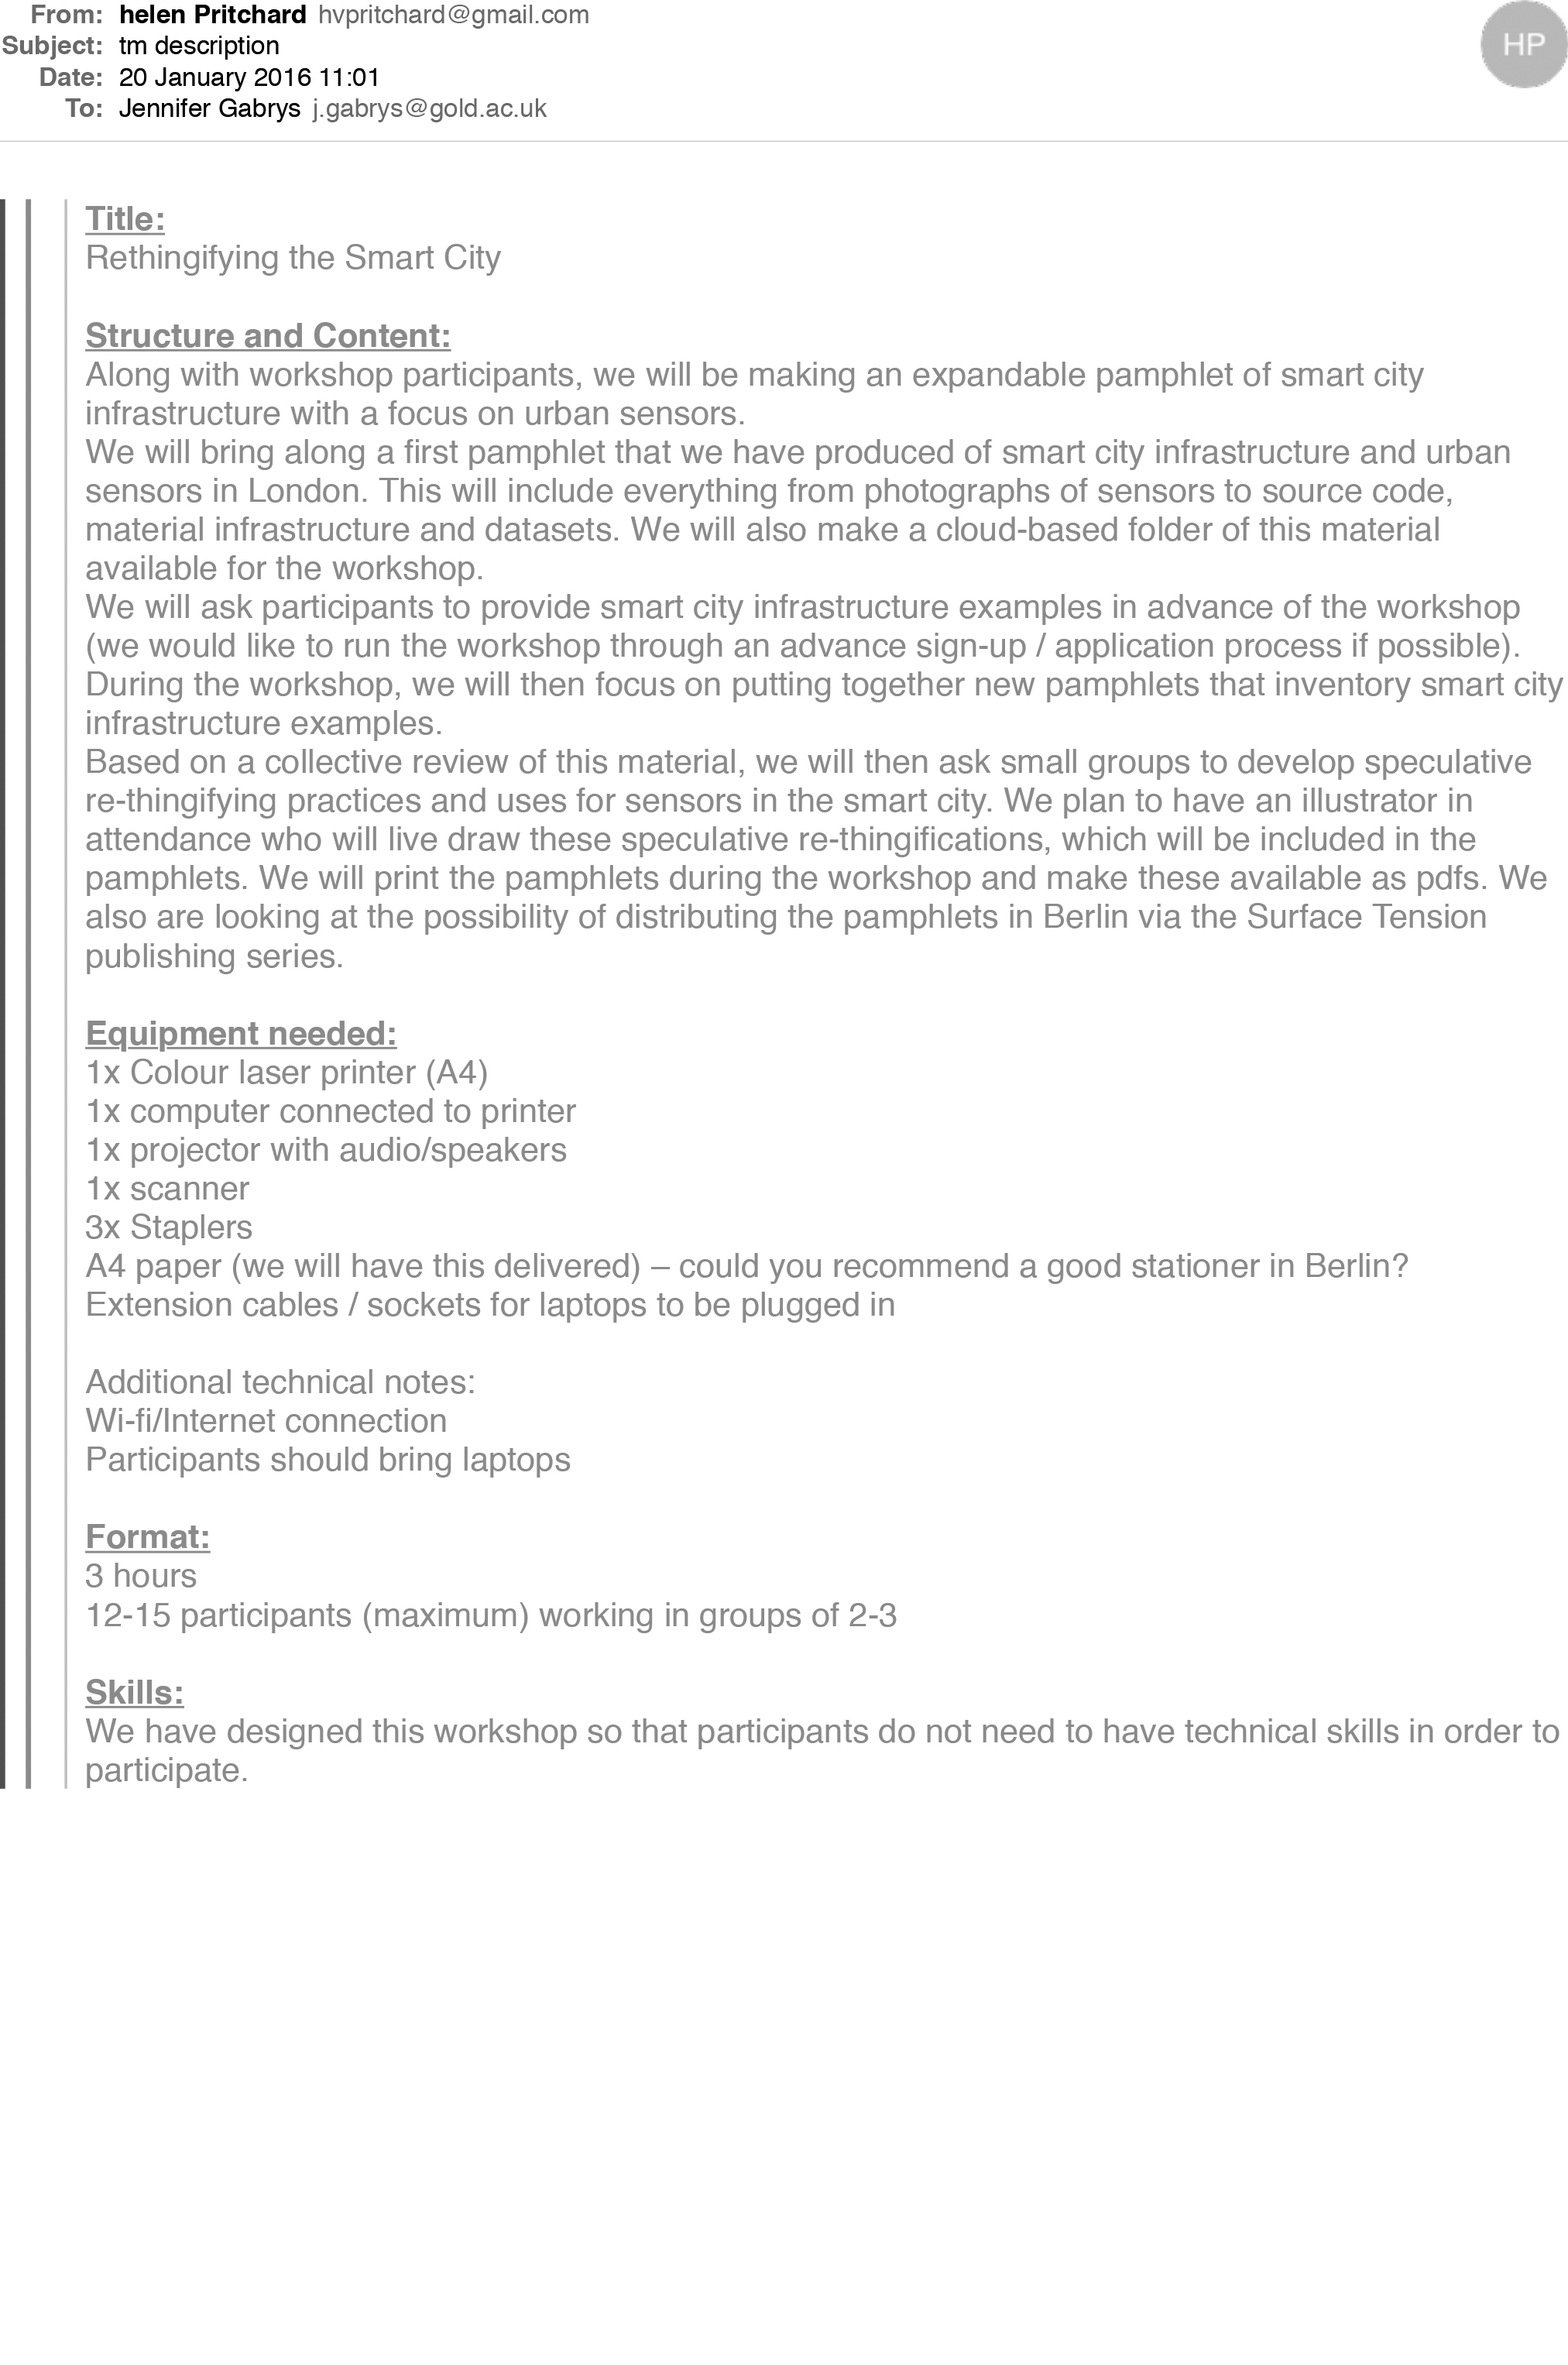 From: helen Pritchard hvpritchard@gmail.com
HP
Subject: tm description
Date: 20 January 2016 11:01
To: Jennifer Gabrys j.gabrys@gold.ac.uk
Title:
Rethingifying the Smart City
Structure and Content:
Along with workshop participants, we will be making an expandable pamphlet of smart city
infrastructure with a focus on urban sensors.
We will bring along a first pamphlet that we have produced of smart city infrastructure and urban
sensors in London. This will include everything from photographs of sensors to source code,
material infrastructure and datasets. We will also make a cloud-based folder of this material
available for the workshop.
We will ask participants to provide smart city infrastructure examples in advance of the workshop
(we would like to run the workshop through an advance sign-up / application process if possible).
During the workshop, we will then focus on putting together new pamphlets that inventory smart city
infrastructure examples.
Based on a collective review of this material, we will then ask small groups to develop speculative
re-thingifying practices and uses for sensors in the smart city. We plan to have an illustrator in
attendance who will live draw these speculative re-thingifications, which will be included in the
pamphlets. We will print the pamphlets during the workshop and make these available as pdfs. We
also are looking at the possibility of distributing the pamphlets in Berlin via the Surface Tension
publishing series.
Equipment needed:
1x Colour laser printer (A4)
1x computer connected to printer
1x projector with audio/speakers
1x scanner
3x Staplers
A4 paper (we will have this delivered) – could you recommend a good stationer in Berlin?
Extension cables / sockets for laptops to be plugged in
Additional technical notes:
Wi-fi/Internet connection
Participants should bring laptops
Format:
3 hours
12-15 participants (maximum) working in groups of 2-3
Skills:
We have designed this workshop so that participants do not need to have technical skills in order to
participate.